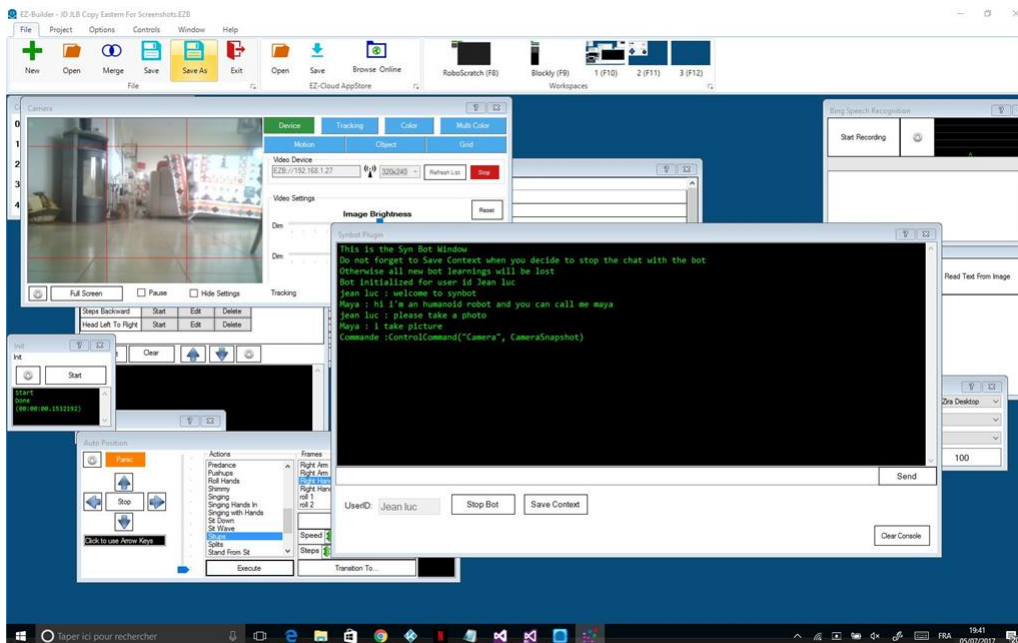 EZ-Builder - JD JLB Copy Eastern For Screenshots.EZB
File Project Options Controls Window Help
New Open Merge Save Save As Exit
File
Open Save Browse Online
EZ-Cloud AppStore
RoboScratch (F8) Blockly (F9) 1 (F10) 2 (F11) 3 (F12)
Workspaces
Camera
Device Tracking Color Multi Color
Motion Object Grid
Video Device
EZB://192.168.1.27 320x240 Refresh List Stop
Video Settings
Reset
Image Brightness
Dim
Dim
Full Screen Pause Hide Settings Tracking
0
1
2
3
4
Bing Speech Recognition
Start Recording
Read Text From Image
Steps Backward Start Edit Delete
Head Left To Right Start Edit Delete
Clear
Init
Init
Start
Start
Done
(00:00:00.1532192)
Synbot Plugin
This is the Syn Bot Window
Do not forget to Save Context when you decide to stop the chat with the bot
Otherwise all new bot learnings will be lost
Bot initialized for user id Jean luc
jean luc : welcome to synbot
Maya : hi i'm an humanoid robot and you can call me maya
jean luc : please take a photo
Maya : i take picture
Commande :ControlCommand("Camera", CameraSnapshot)
Send
UserID: Jean luc Stop Bot Save Context
Clear Console
Zira Desktop
100
Auto Position
Panic
Stop
Click to use Arrow Keys
Actions
Predance
Pushups
Roll Hands
Shimmy
Singing
Singing Hands In
Singing with Hands
Sit Down
Sit Wave
Situps
Splits
Stand From Sit
Execute
Frames
Right Arm
Right Arm
Right Han
Right Han
roll 1
roll 2
Speed
Steps
Transition To...
Taper ici pour rechercher
FRA
19:41
05/07/2017